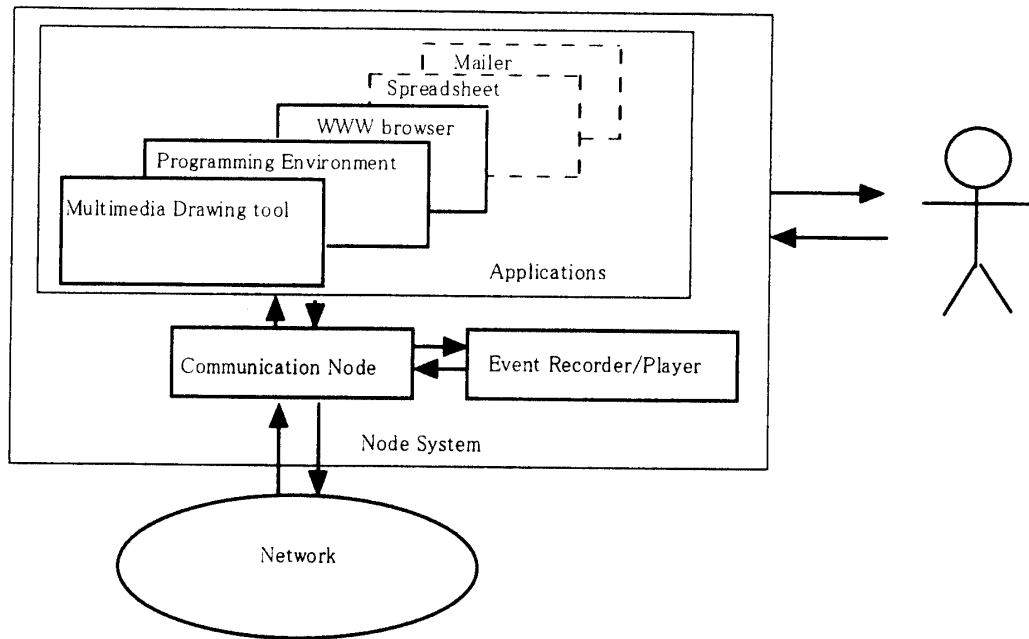 Mailer
Spreadsheet
WWW browser
Programming Environment
Multimedia Drawing tool
Applications
Communication Node
Event Recorder/Player
Node System
Network